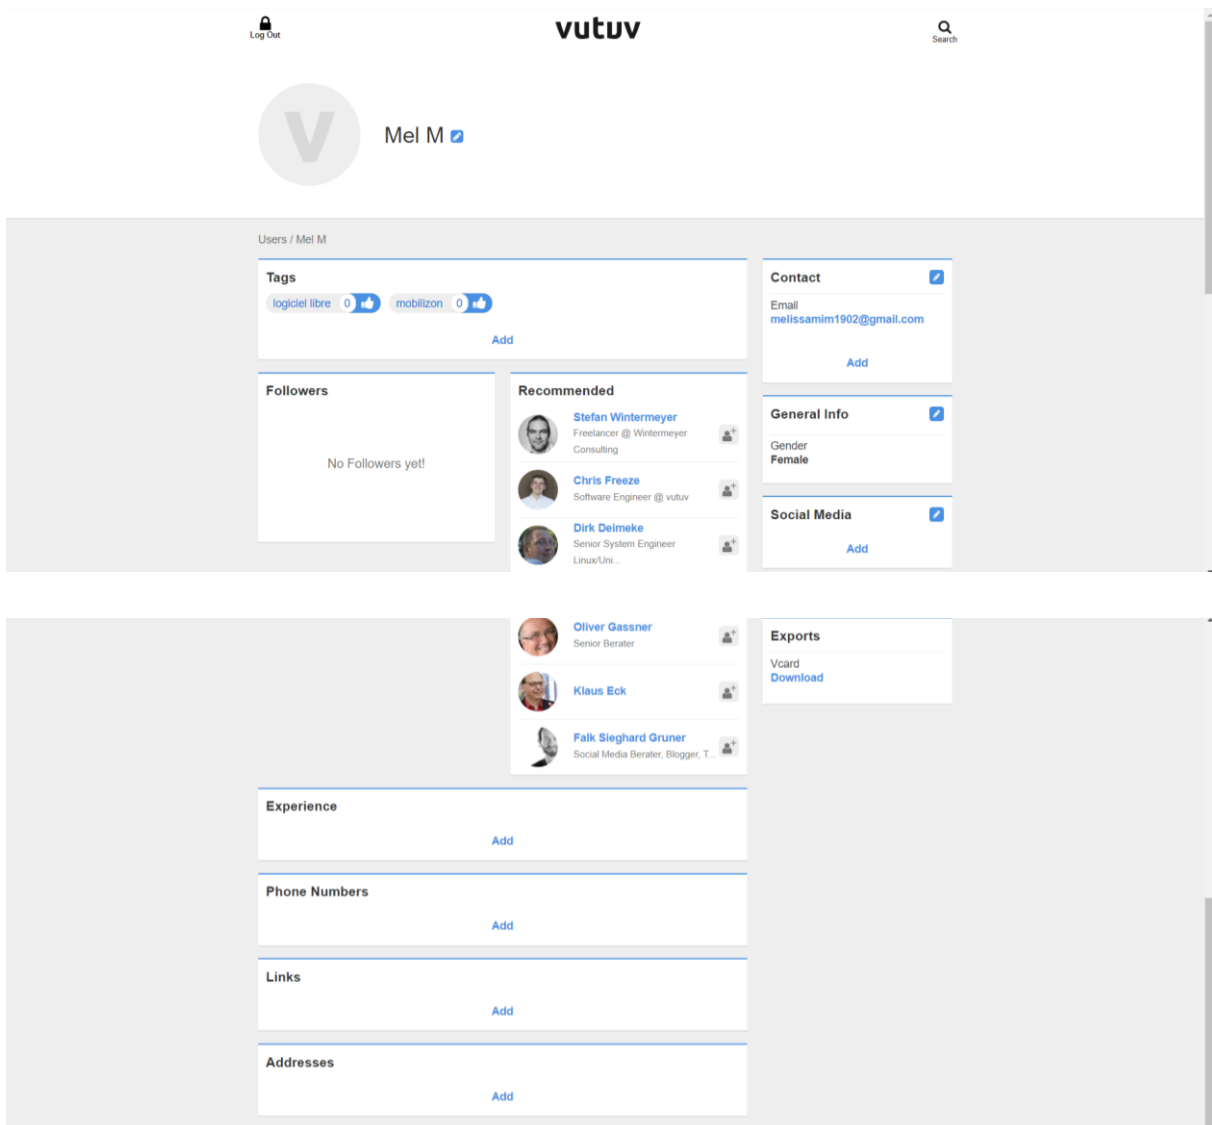 Log Out
vutuv
Search
V
Mel M
Users / Mel M
Tags
logiciel libre 0
mobilizon 0
Add
Contact
Email
melissamim1902@gmail.com
Add
Followers
No Followers yet!
Recommended
Stefan Wintermeyer
Freelancer @ Wintermeyer
Consulting
Chris Freeze
Software Engineer @ vutuv
Dirk Deimeke
Senior System Engineer
Linux/Uni...
General Info
Gender
Female
Social Media
Add
Oliver Gassner
Senior Berater
Klaus Eck
Falk Sieghard Gruner
Social Media Berater, Blogger, T...
Exports
Vcard
Download
Experience
Add
Phone Numbers
Add
Links
Add
Addresses
Add